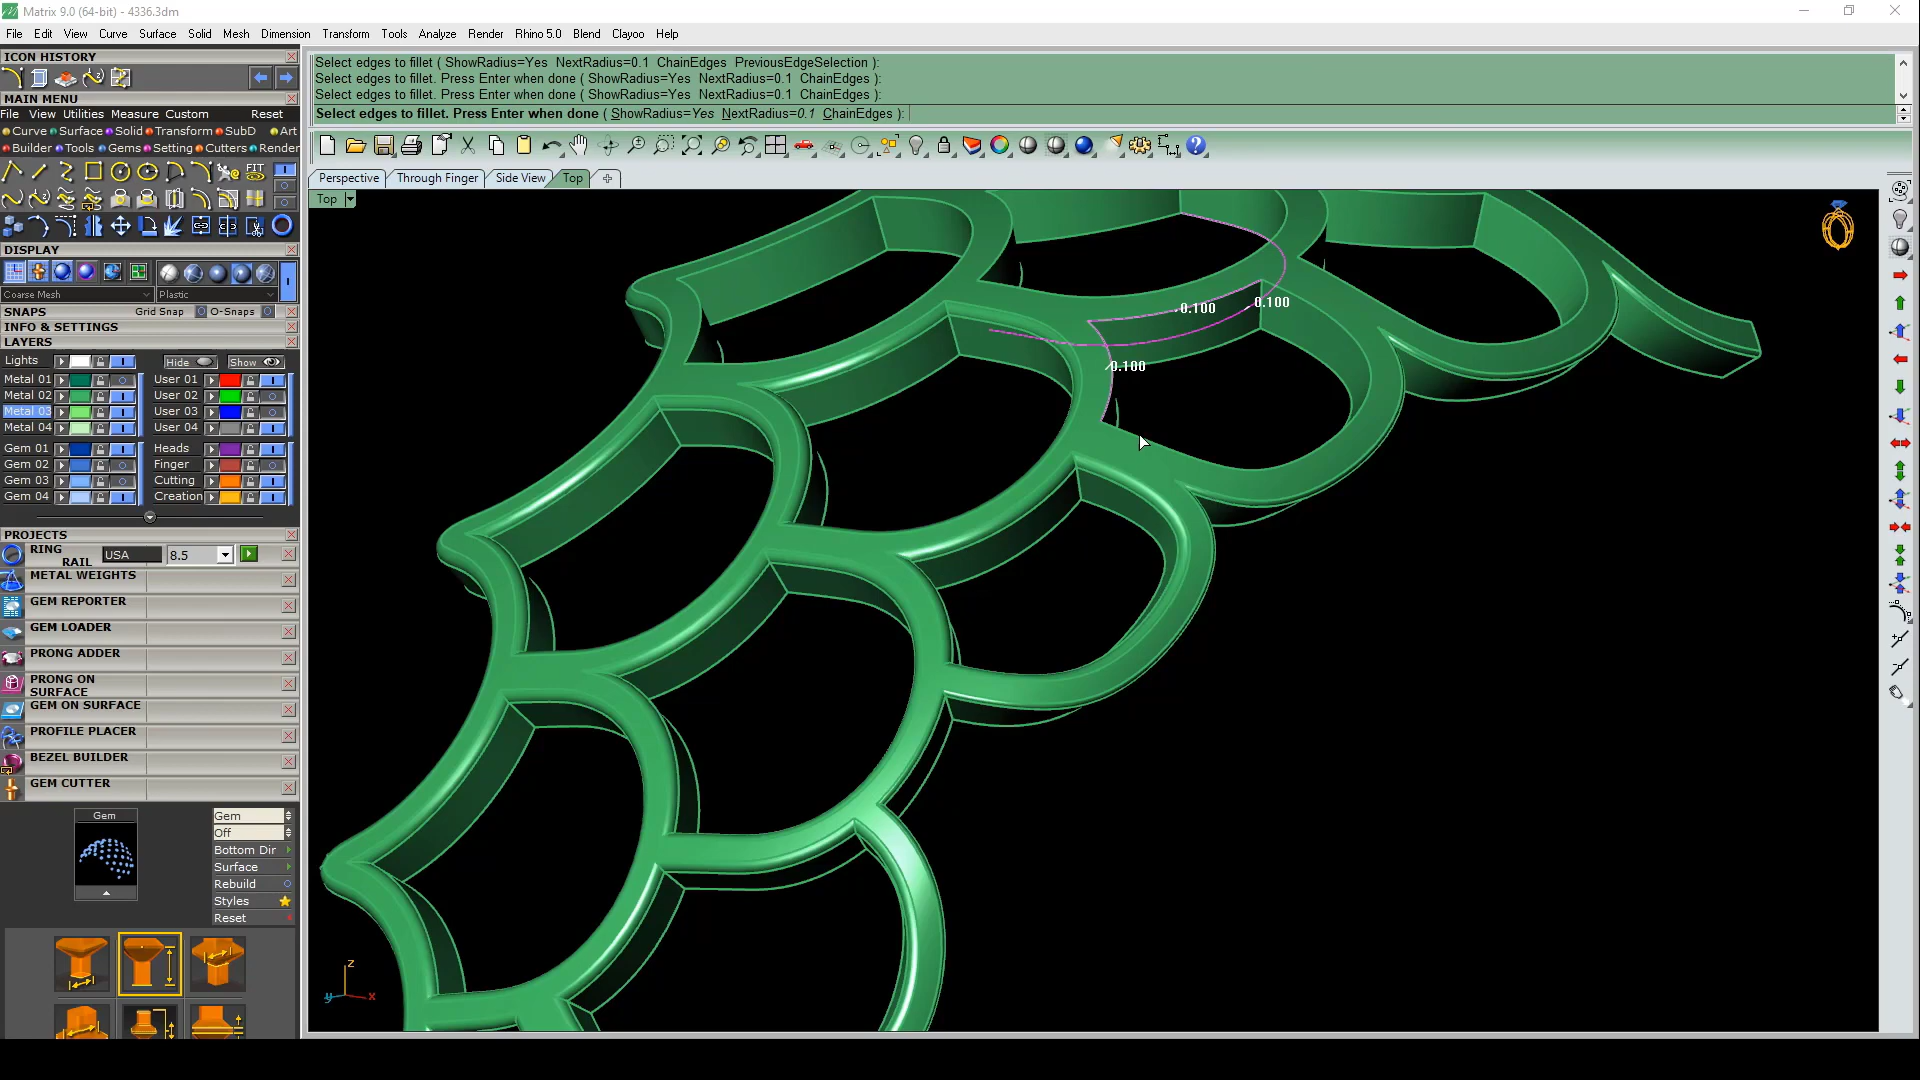 Matrix 9.0 (64-bit) - 4336.3dm
File Edit View Curve Surface Solid Mesh Dimension Transform Tools Analyze Render Rhino 5.0 Blend Clayoo Help
ICON HISTORY
MAIN MENU
File View Utilities Measure Custom Reset
Curve Surface Solid Transform SubD Art
Builder Tools Gems Setting Cutters Render
FIT
DISPLAY
Coarse Mesh Plastic
SNAPS Grid Snap O-Snaps
INFO & SETTINGS
LAYERS
Lights Hide Show
Metal 01 User 01
Metal 02 User 02
Metal 03 User 03
Metal 04 User 04
Gem 01 Heads
Gem 02 Finger
Gem 03 Cutting
Gem 04 Creation
PROJECTS
RING RAIL USA 8.5
METAL WEIGHTS
GEM REPORTER
GEM LOADER
PRONG ADDER
PRONG ON SURFACE
GEM ON SURFACE
PROFILE PLACER
BEZEL BUILDER
GEM CUTTER
Gem Gem
Off
Bottom Dir
Surface
Rebuild
Styles
Reset
Select edges to fillet ( ShowRadius=Yes NextRadius=0.1 ChainEdges PreviousEdgeSelection ):
Select edges to fillet. Press Enter when done ( ShowRadius=Yes NextRadius=0.1 ChainEdges ):
Select edges to fillet. Press Enter when done ( ShowRadius=Yes NextRadius=0.1 ChainEdges ):
Select edges to fillet. Press Enter when done ( ShowRadius=Yes NextRadius=0.1 ChainEdges ):
Perspective Through Finger Side View Top
Top
0.100
0.100
0.100
z
y x